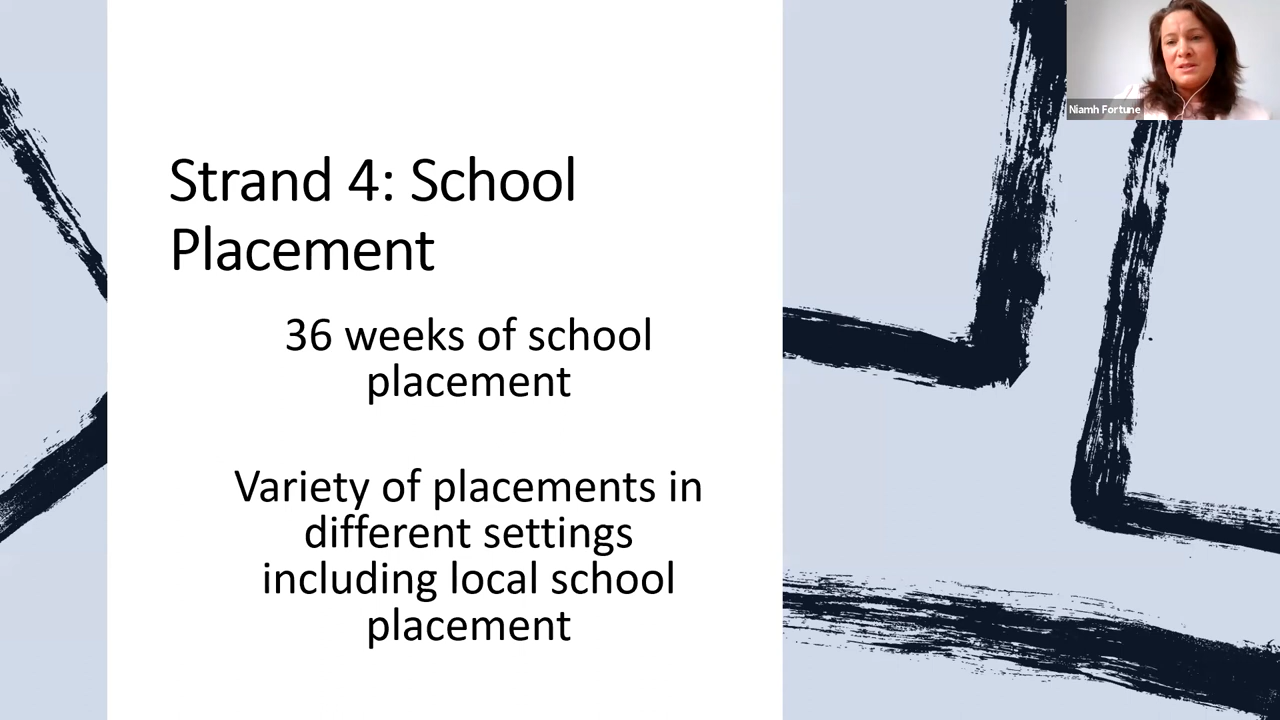 Strand 4: School
Placement
36 weeks of school
placement
Variety of placements in
different settings
including local school
placement
Niamh Fortune